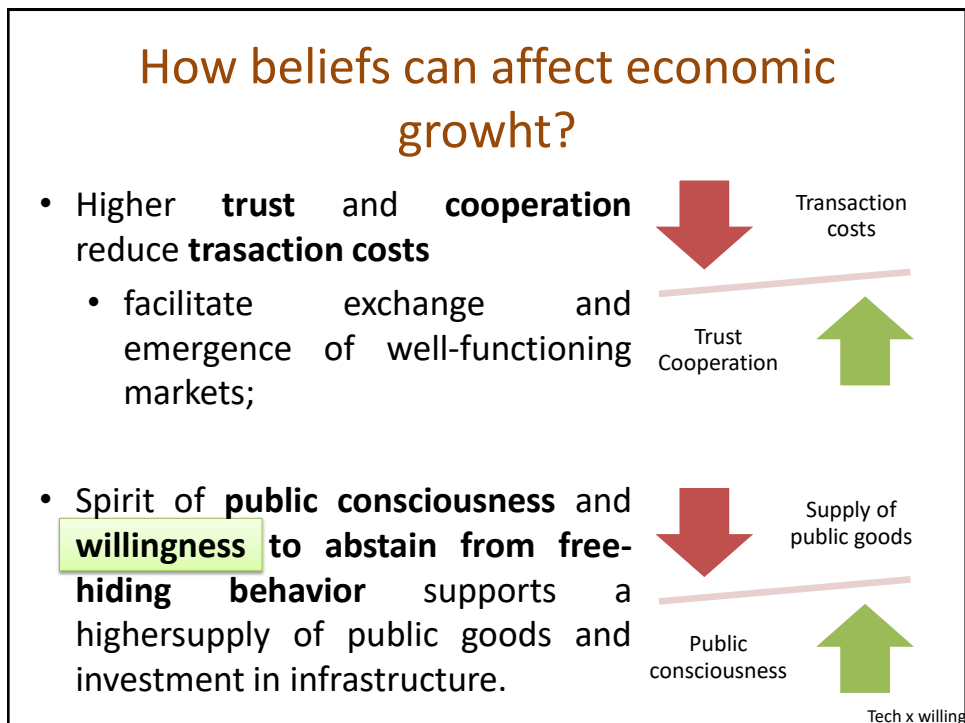 How beliefs can affect economic
growht?
• Higher trust and cooperation
reduce trasaction costs
• facilitate exchange and
emergence of well-functioning
markets;
Transaction
costs
Trust
Cooperation
• Spirit of public consciousness and
willingness to abstain from free-
hiding behavior supports a
highersupply of public goods and
investment in infrastructure.
Supply of
public goods
Public
consciousness
Tech x willing